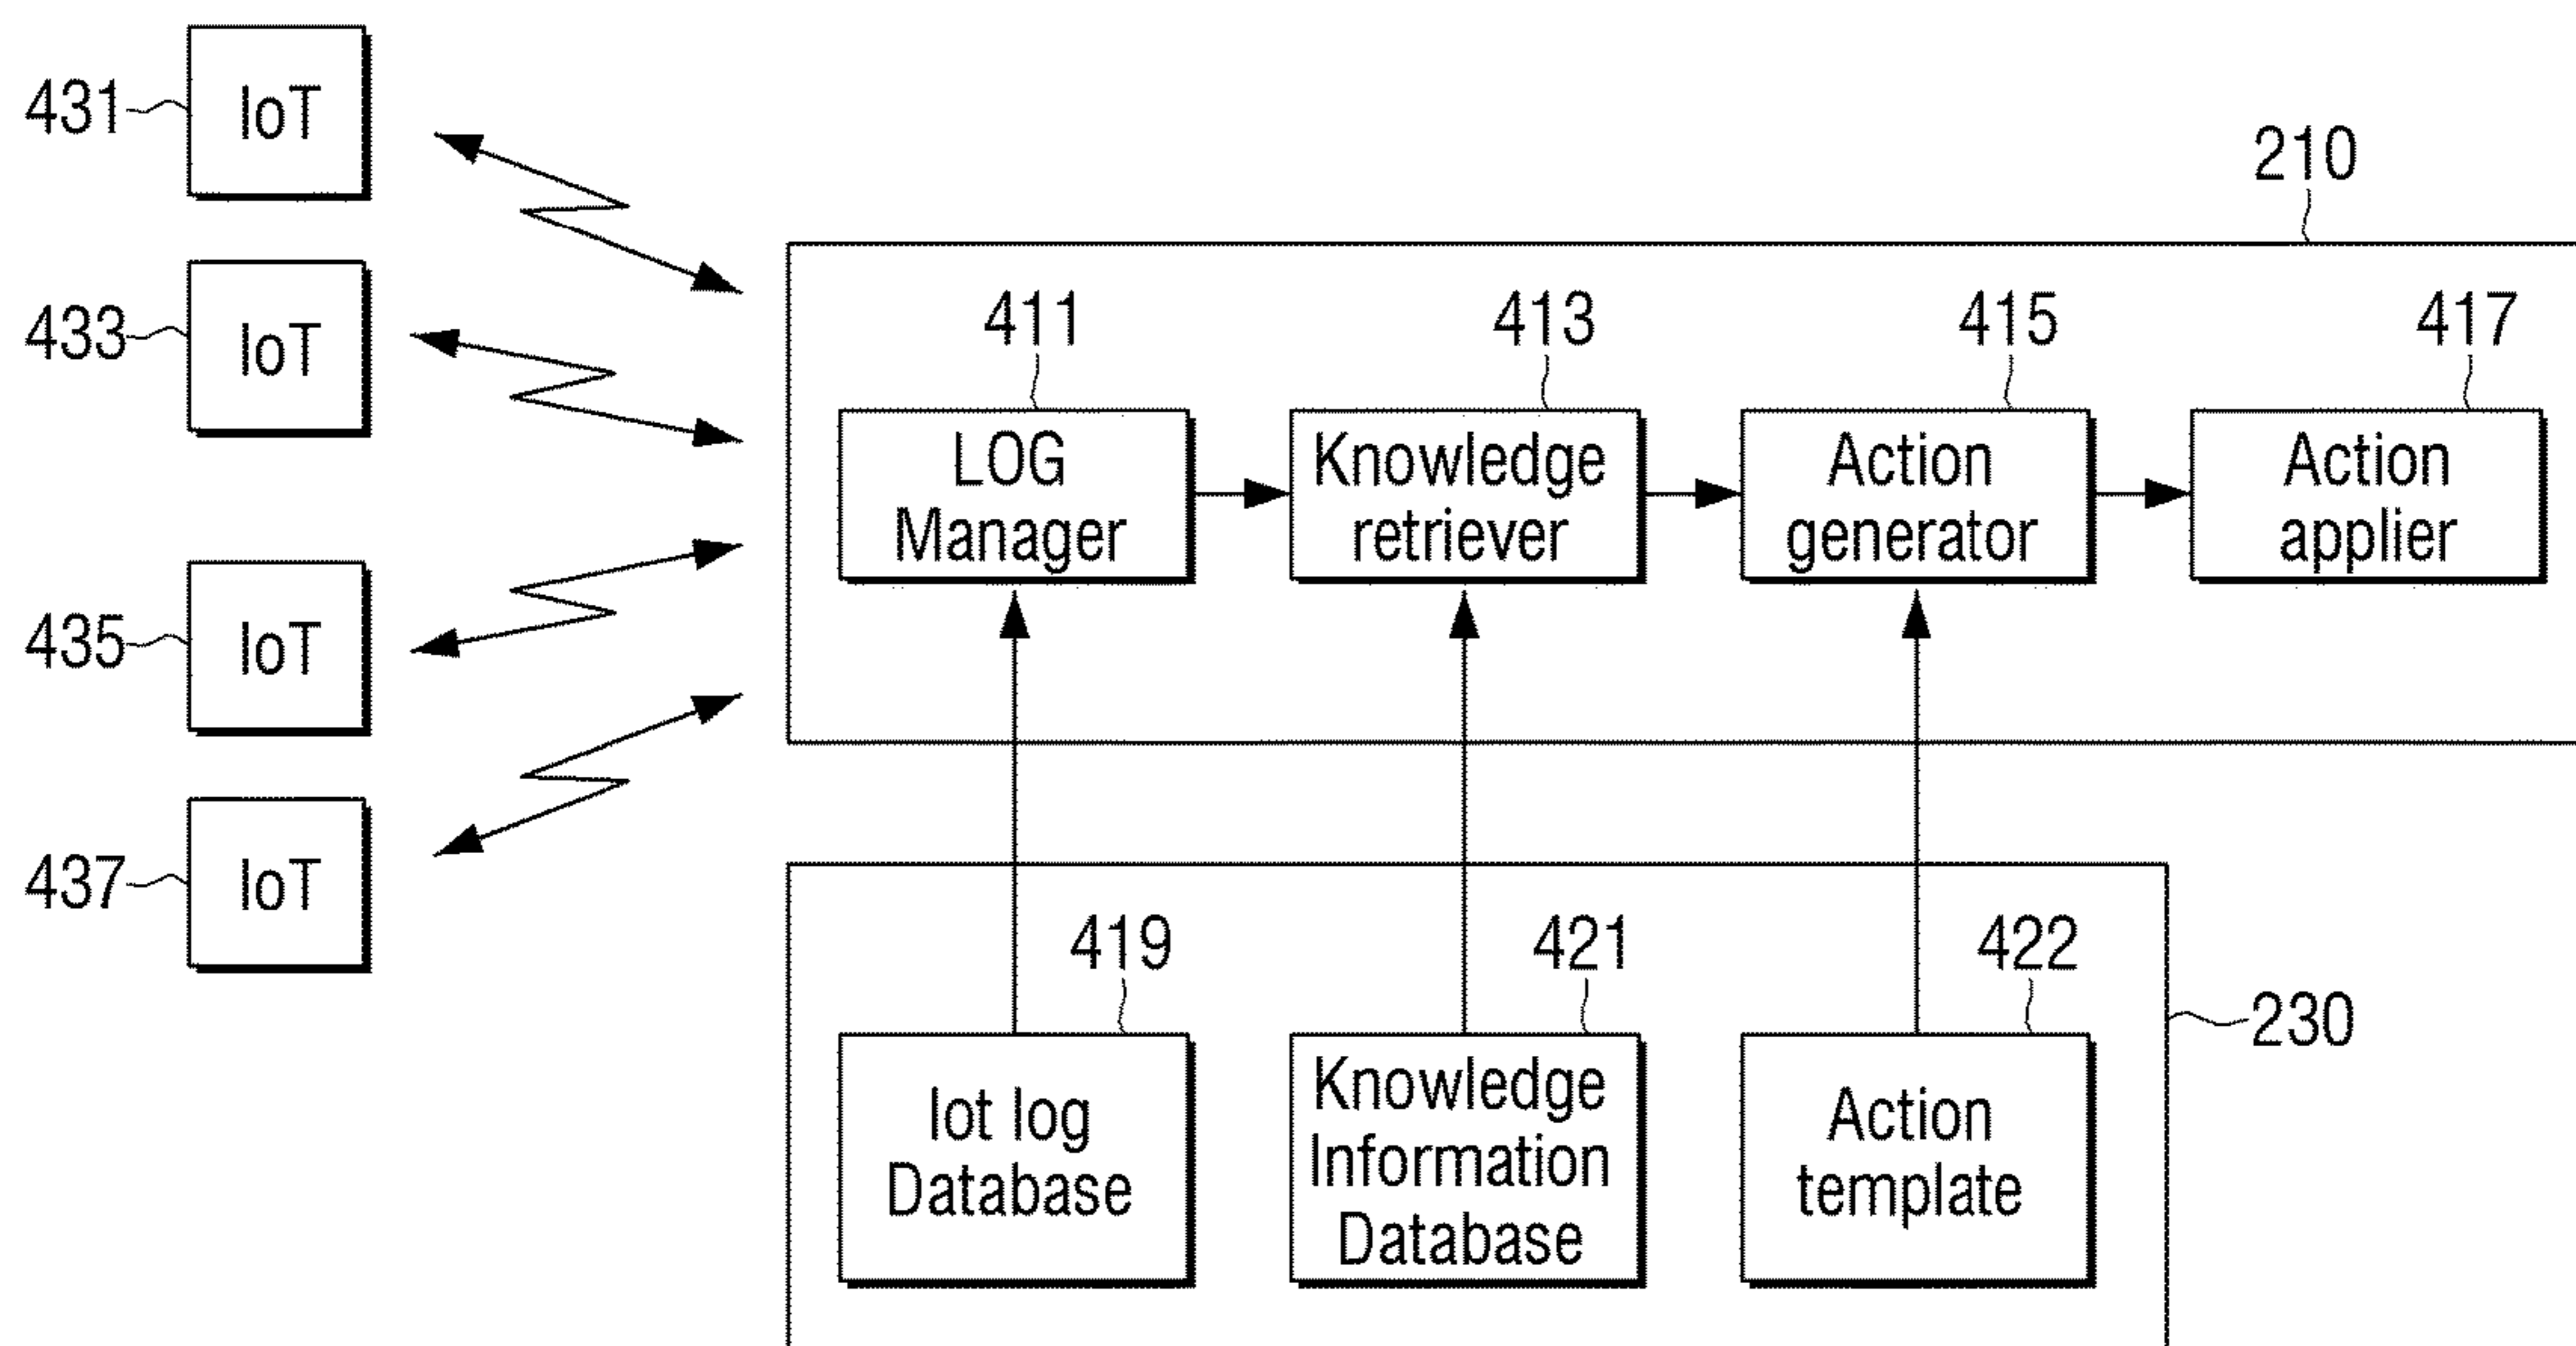 431
IoT
433
IoT
435
IoT
437
IoT
210
411
413
415
417
LOG
Manager
Knowledge
retriever
Action
generator
Action
applier
419
421
422
230
Iot log
Database
Knowledge
Information
Database
Action
template